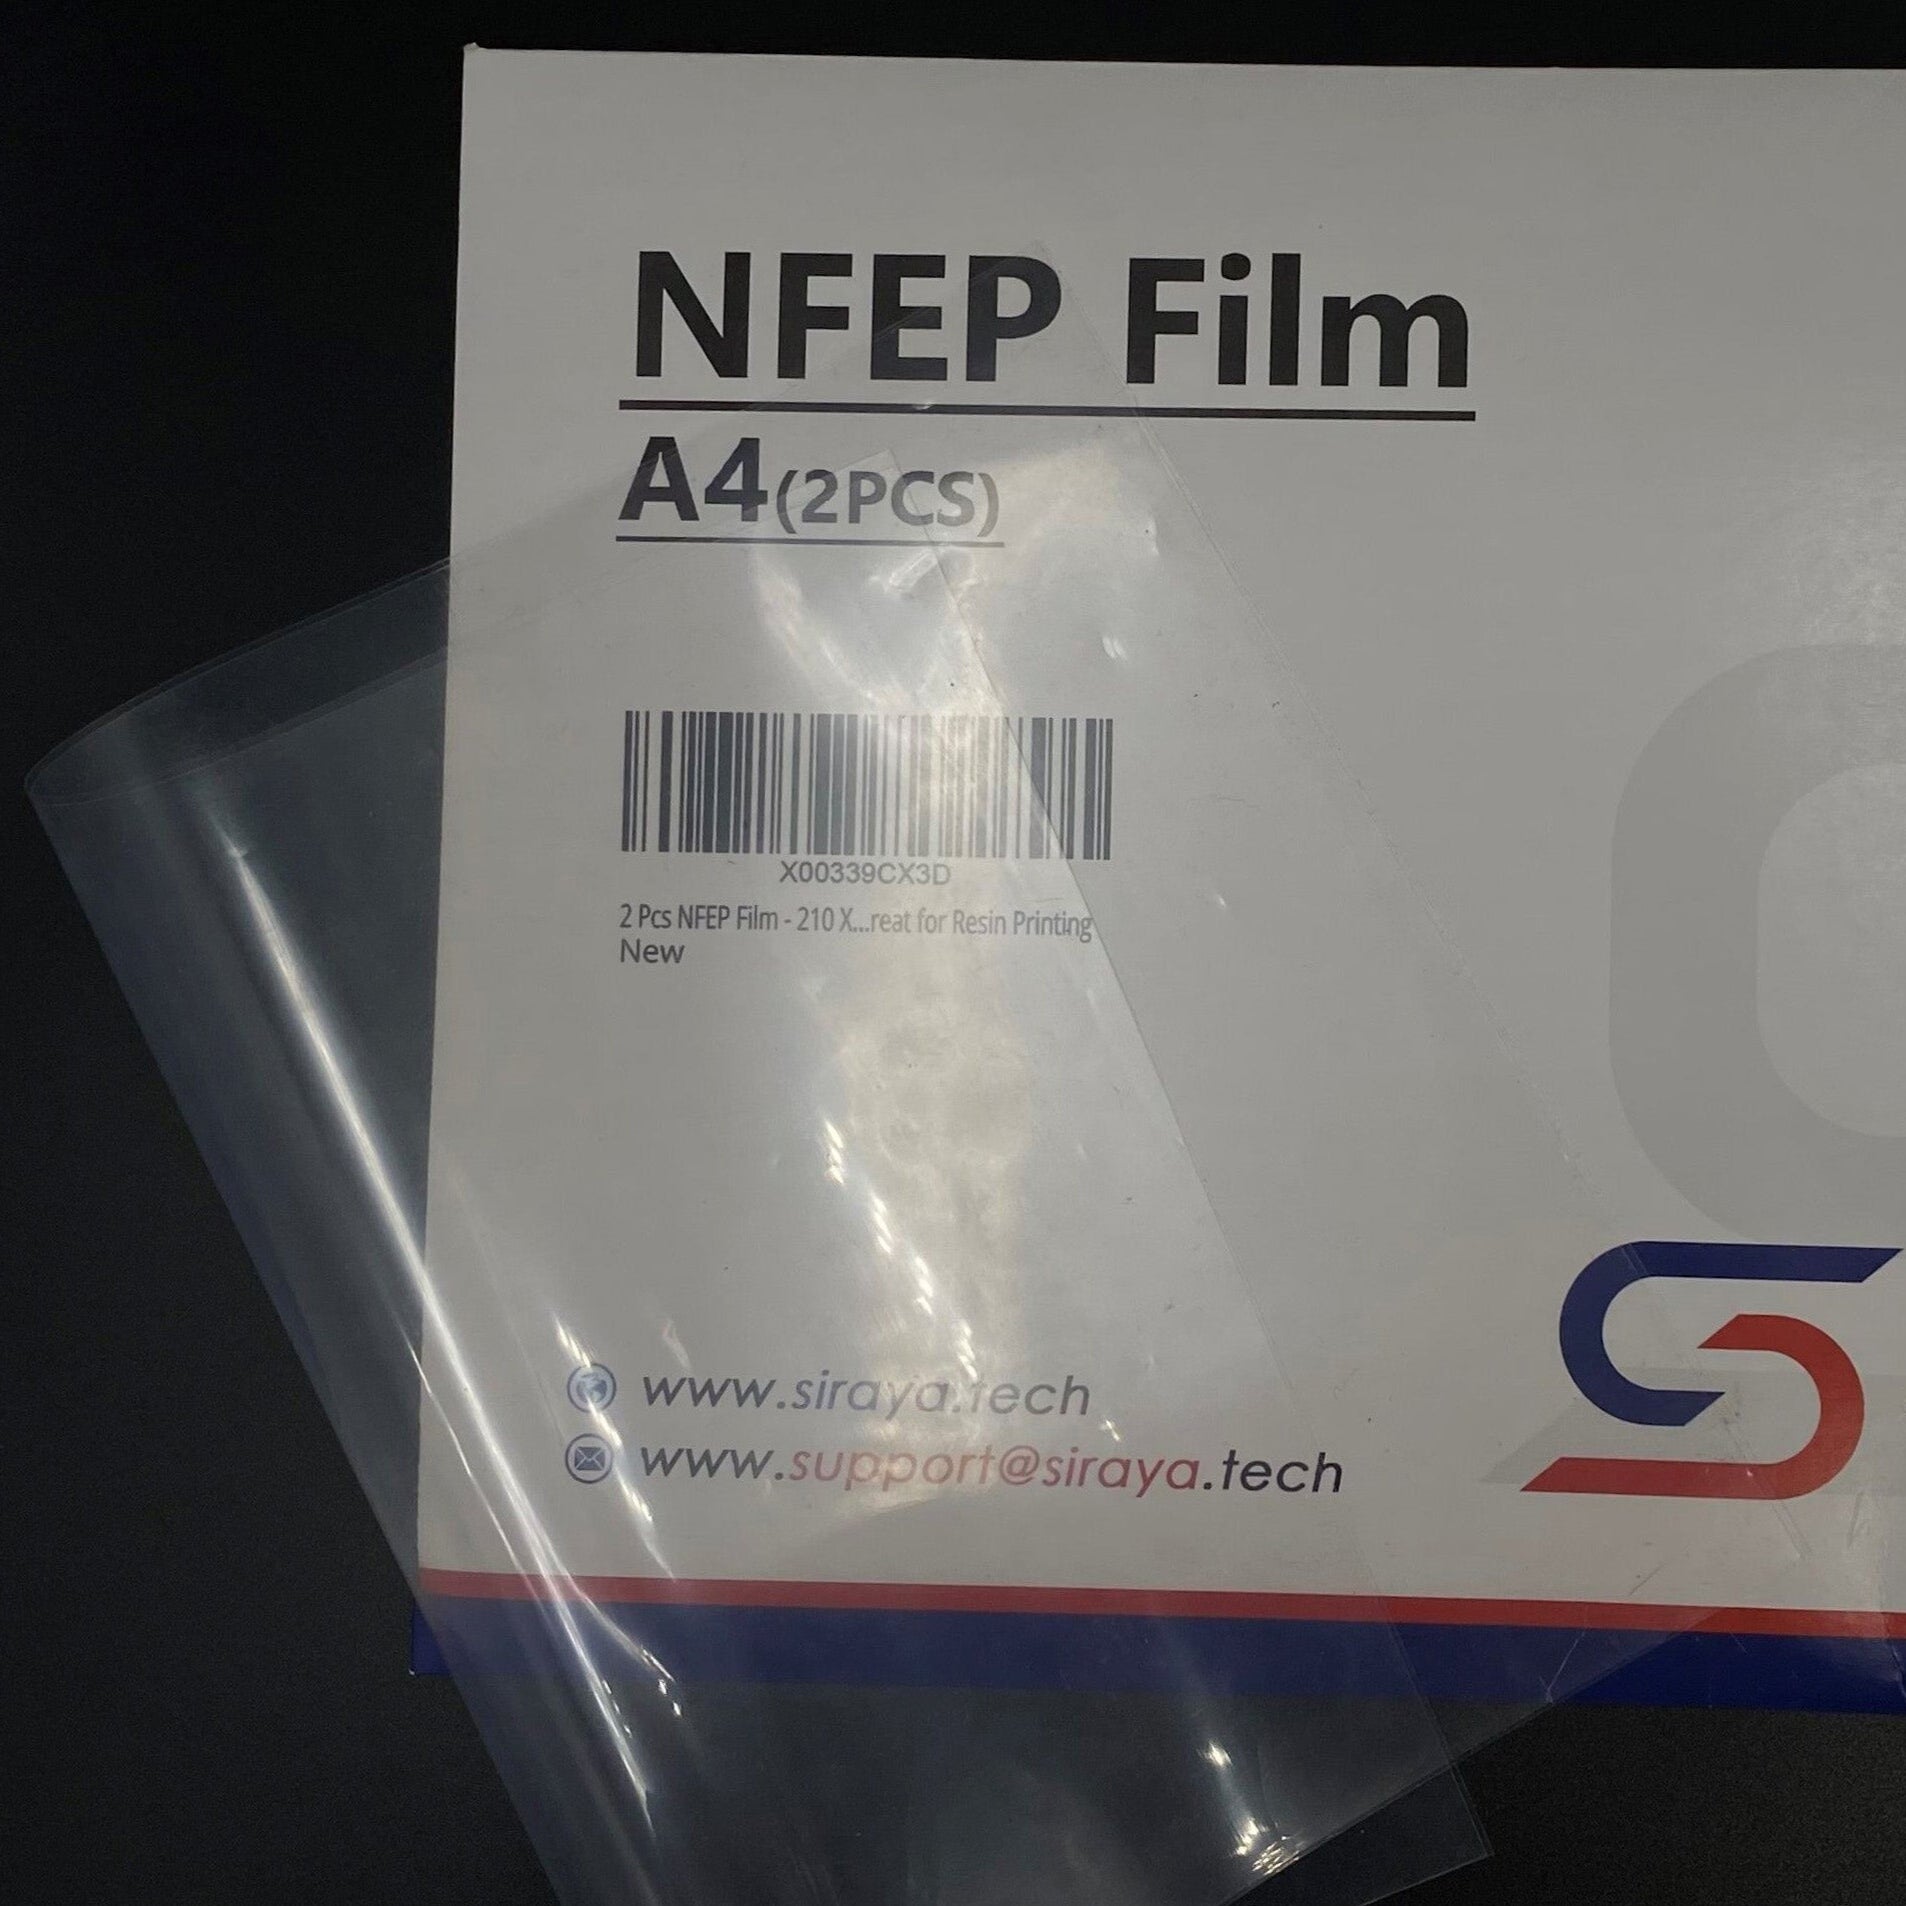 NFEP Film
A4(2PCS)
X00339CX3D
2 Pcs NFEP Film - 210 X...reat for Resin Printing
New
www.siraya.tech
www.support@siraya.tech